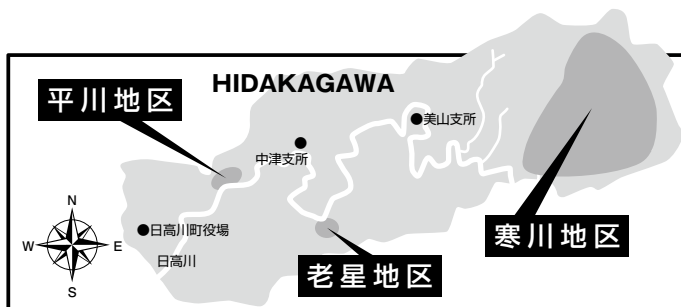 HIDAKAGAWA
平川地区
美山支所
中津支所
N
W
E
S
日高川町役場
日高川
寒川地区
老星地区